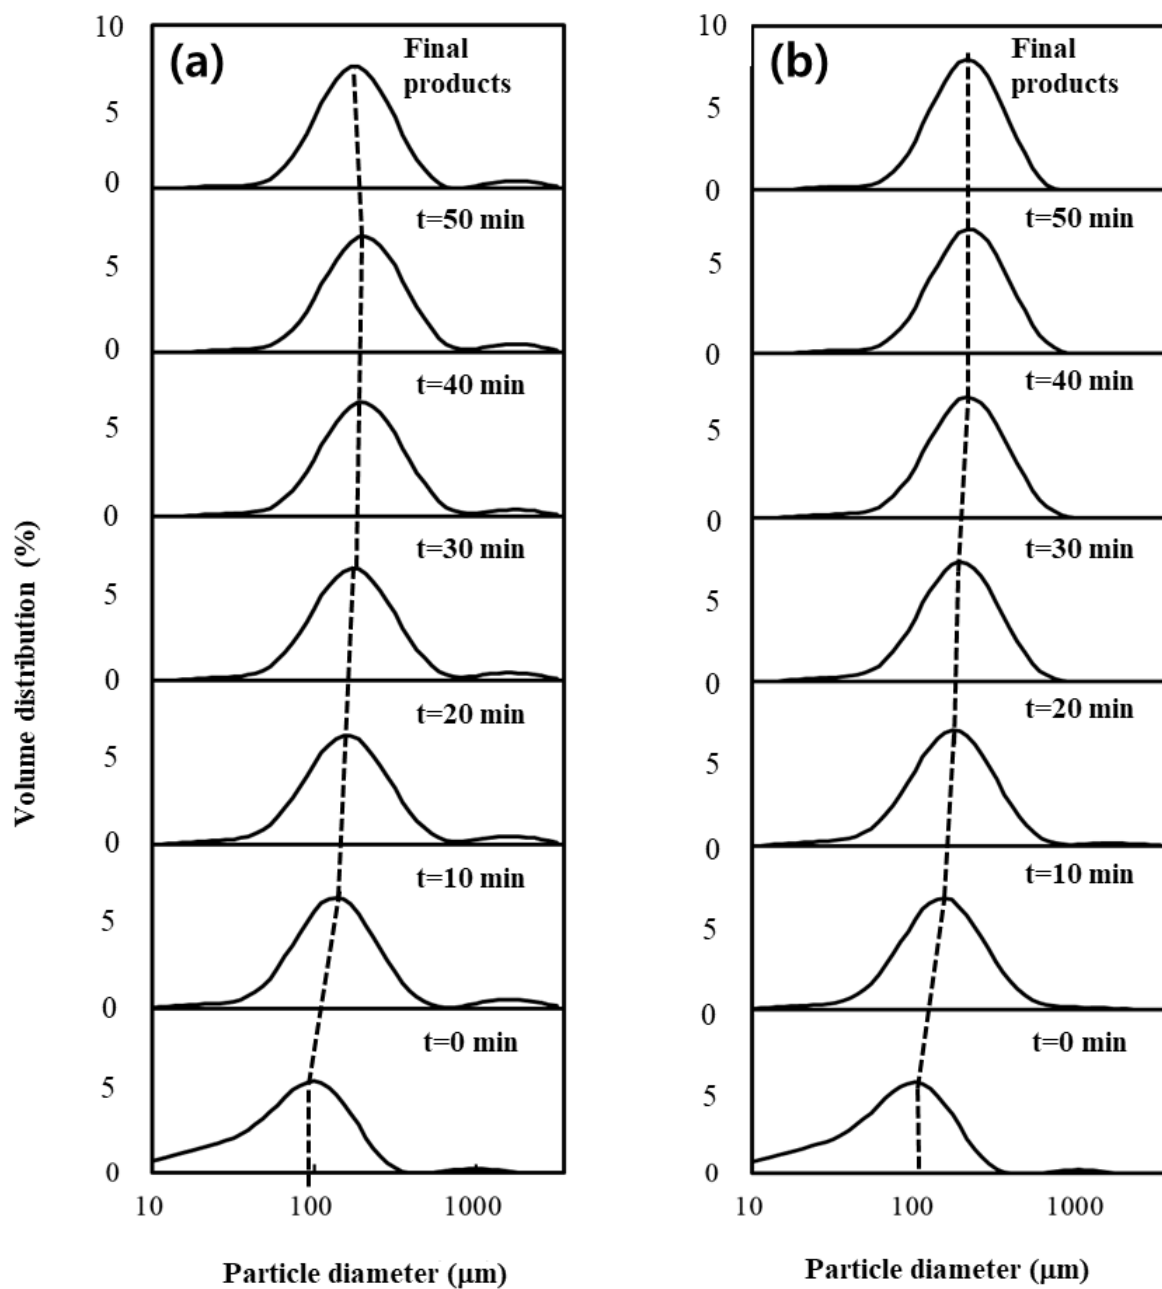 10
(a)
Final
products
5
0
t=50 min
5
0
t=40 min
5
0
t=30 min
5
0
t=20 min
5
0
t=10 min
5
0
t=0 min
5
0
10
100
1000
Particle diameter (μm)
Volume distribution (%)
10
(b)
Final
products
5
0
t=50 min
5
0
t=40 min
5
0
t=30 min
5
0
t=20 min
5
0
t=10 min
5
0
t=0 min
5
0
10
100
1000
Particle diameter (μm)